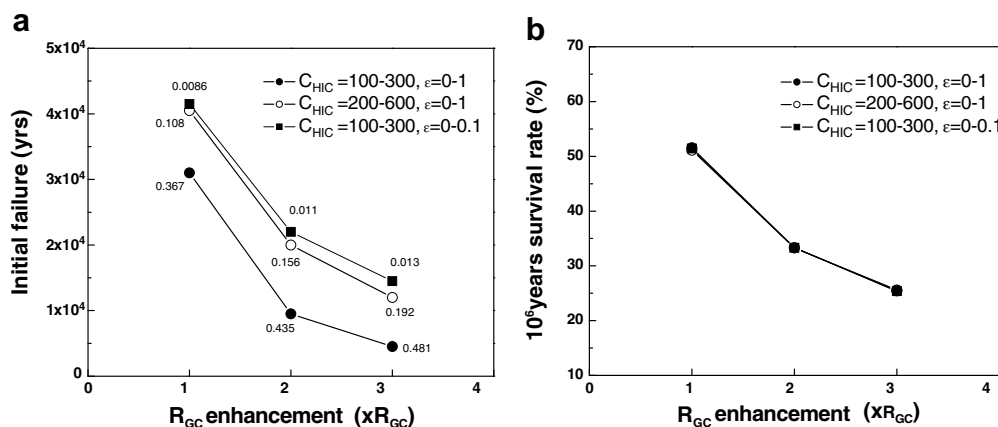 a
5x10⁴
4x10⁴
3x10⁴
2x10⁴
1x10⁴
0
0 1 2 3 4
Initial failure (yrs)
R_GC enhancement (xR_GC)
C_HIC=100-300, ε=0-1
C_HIC=200-600, ε=0-1
C_HIC=100-300, ε=0-0.1
0.0086
0.108
0.367
0.011
0.156
0.435
0.013
0.192
0.481
b
70
60
50
40
30
20
10
0 1 2 3 4
10⁶years survival rate (%)
R_GC enhancement (xR_GC)
C_HIC=100-300, ε=0-1
C_HIC=200-600, ε=0-1
C_HIC=100-300, ε=0-0.1